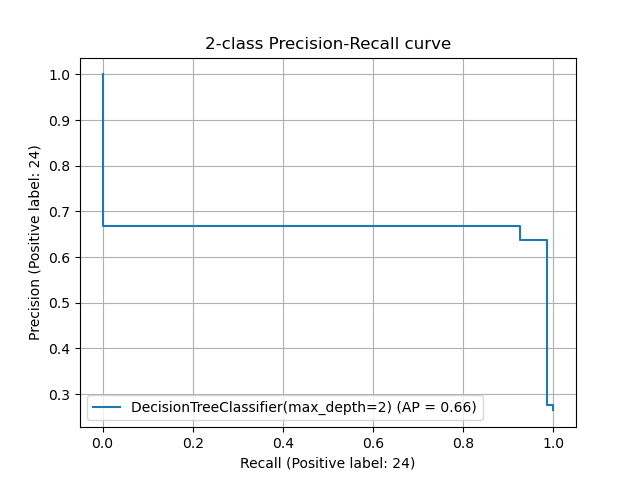 2-class Precision-Recall curve
1.0
0.9
0.8
0.7
0.6
0.5
0.4
0.3
Precision (Positive label: 24)
DecisionTreeClassifier(max_depth=2) (AP = 0.66)
0.0 0.2 0.4 0.6 0.8 1.0
Recall (Positive label: 24)